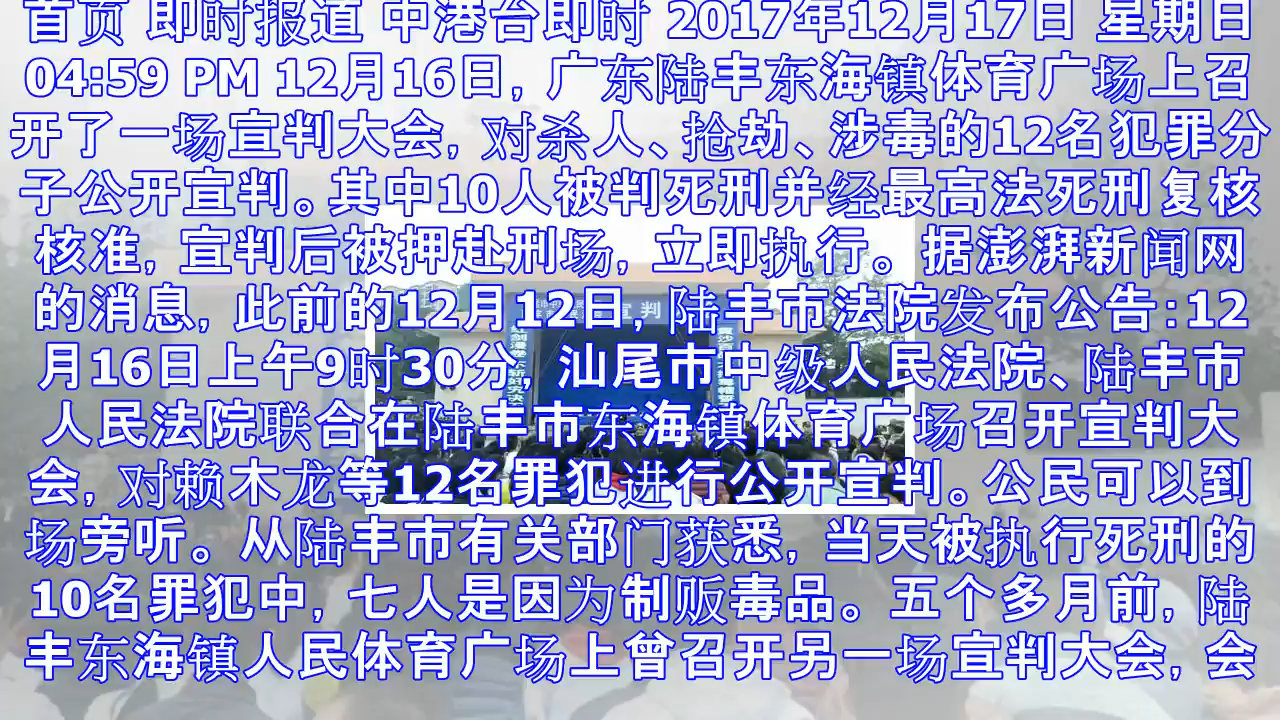 首页 即时报道 中港台即时 2017年12月17日 星期日
04:59 PM 12月16日, 广东陆丰东海镇体育广场上召
开了一场宣判大会, 对杀人、抢劫、涉毒的12名犯罪分
子公开宣判。其中10人被判死刑并经最高法死刑复核
核准, 宣判后被押赴刑场, 立即执行。据澎湃新闻网
的消息, 此前的12月12日, 陆丰市法院发布公告:12
月16日上午9时30分, 汕尾市中级人民法院、陆丰市
人民法院联合在陆丰市东海镇体育广场召开宣判大
会, 对赖木龙等12名罪犯进行公开宣判。公民可以到
场旁听。从陆丰市有关部门获悉, 当天被执行死刑的
10名罪犯中, 七人是因为制贩毒品。五个多月前, 陆
丰东海镇人民体育广场上曾召开另一场宣判大会, 会